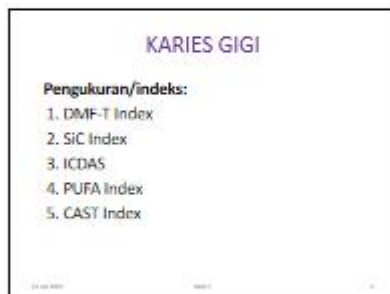 KARIES GIGI
Pengukuran/indeks:
1. DMF-T Index
2. SiC Index
3. ICDAS
4. PUFA Index
5. CAST Index